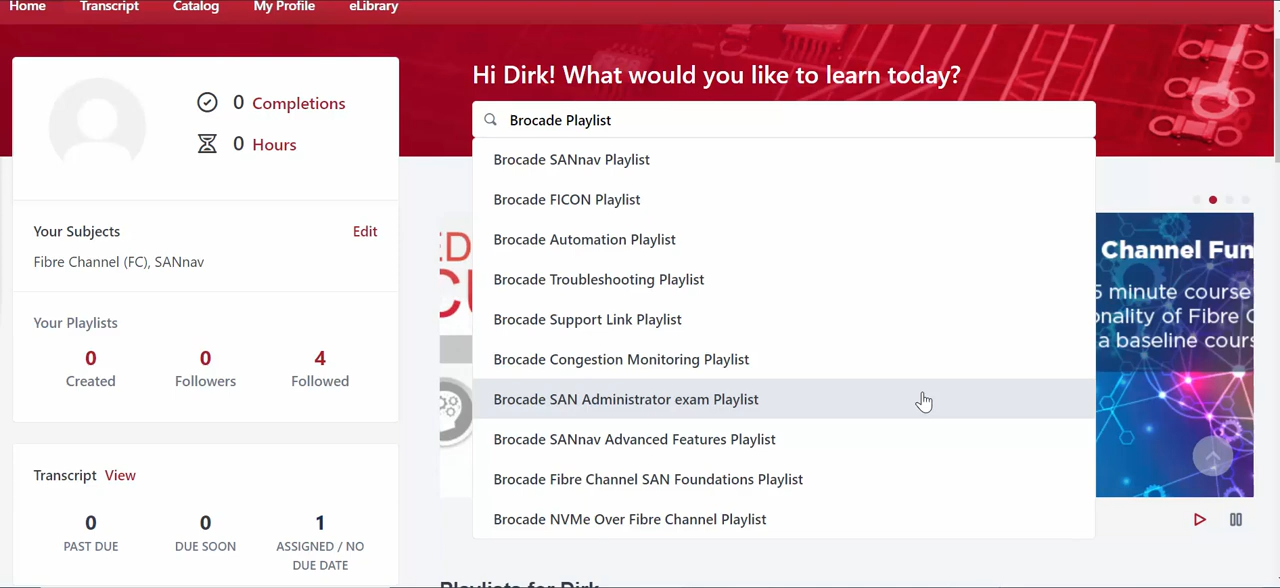 Home Transcript Catalog My Profile eLibrary
Hi Dirk! What would you like to learn today?
Brocade Playlist
Brocade SANnav Playlist
Brocade FICON Playlist
Brocade Automation Playlist
Brocade Troubleshooting Playlist
Brocade Support Link Playlist
Brocade Congestion Monitoring Playlist
Brocade SAN Administrator exam Playlist
Brocade SANnav Advanced Features Playlist
Brocade Fibre Channel SAN Foundations Playlist
Brocade NVMe Over Fibre Channel Playlist
0 Completions
0 Hours
Your Subjects Edit
Fibre Channel (FC), SANnav
Your Playlists
0 0 4
Created Followers Followed
Transcript View
0 0 1
PAST DUE DUE SOON ASSIGNED / NO
DUE DATE
Channel Fun
5 minute course
onality of Fibre C
a baseline cours
Playlists for Dirk